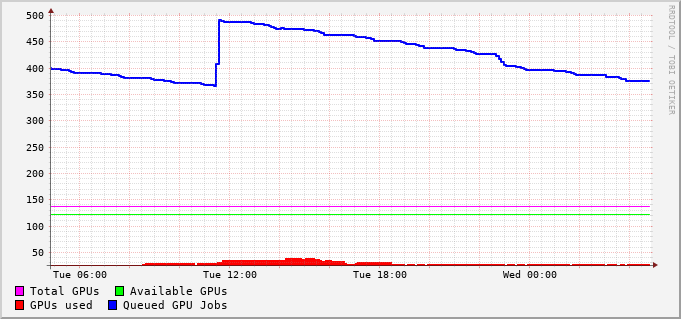 500
450
400
350
300
250
200
150
100
50
Tue 06:00 Tue 12:00 Tue 18:00 Wed 00:00
Total GPUs Available GPUs
GPUs used Queued GPU Jobs
RRDTOOL / TOBI OETIKER